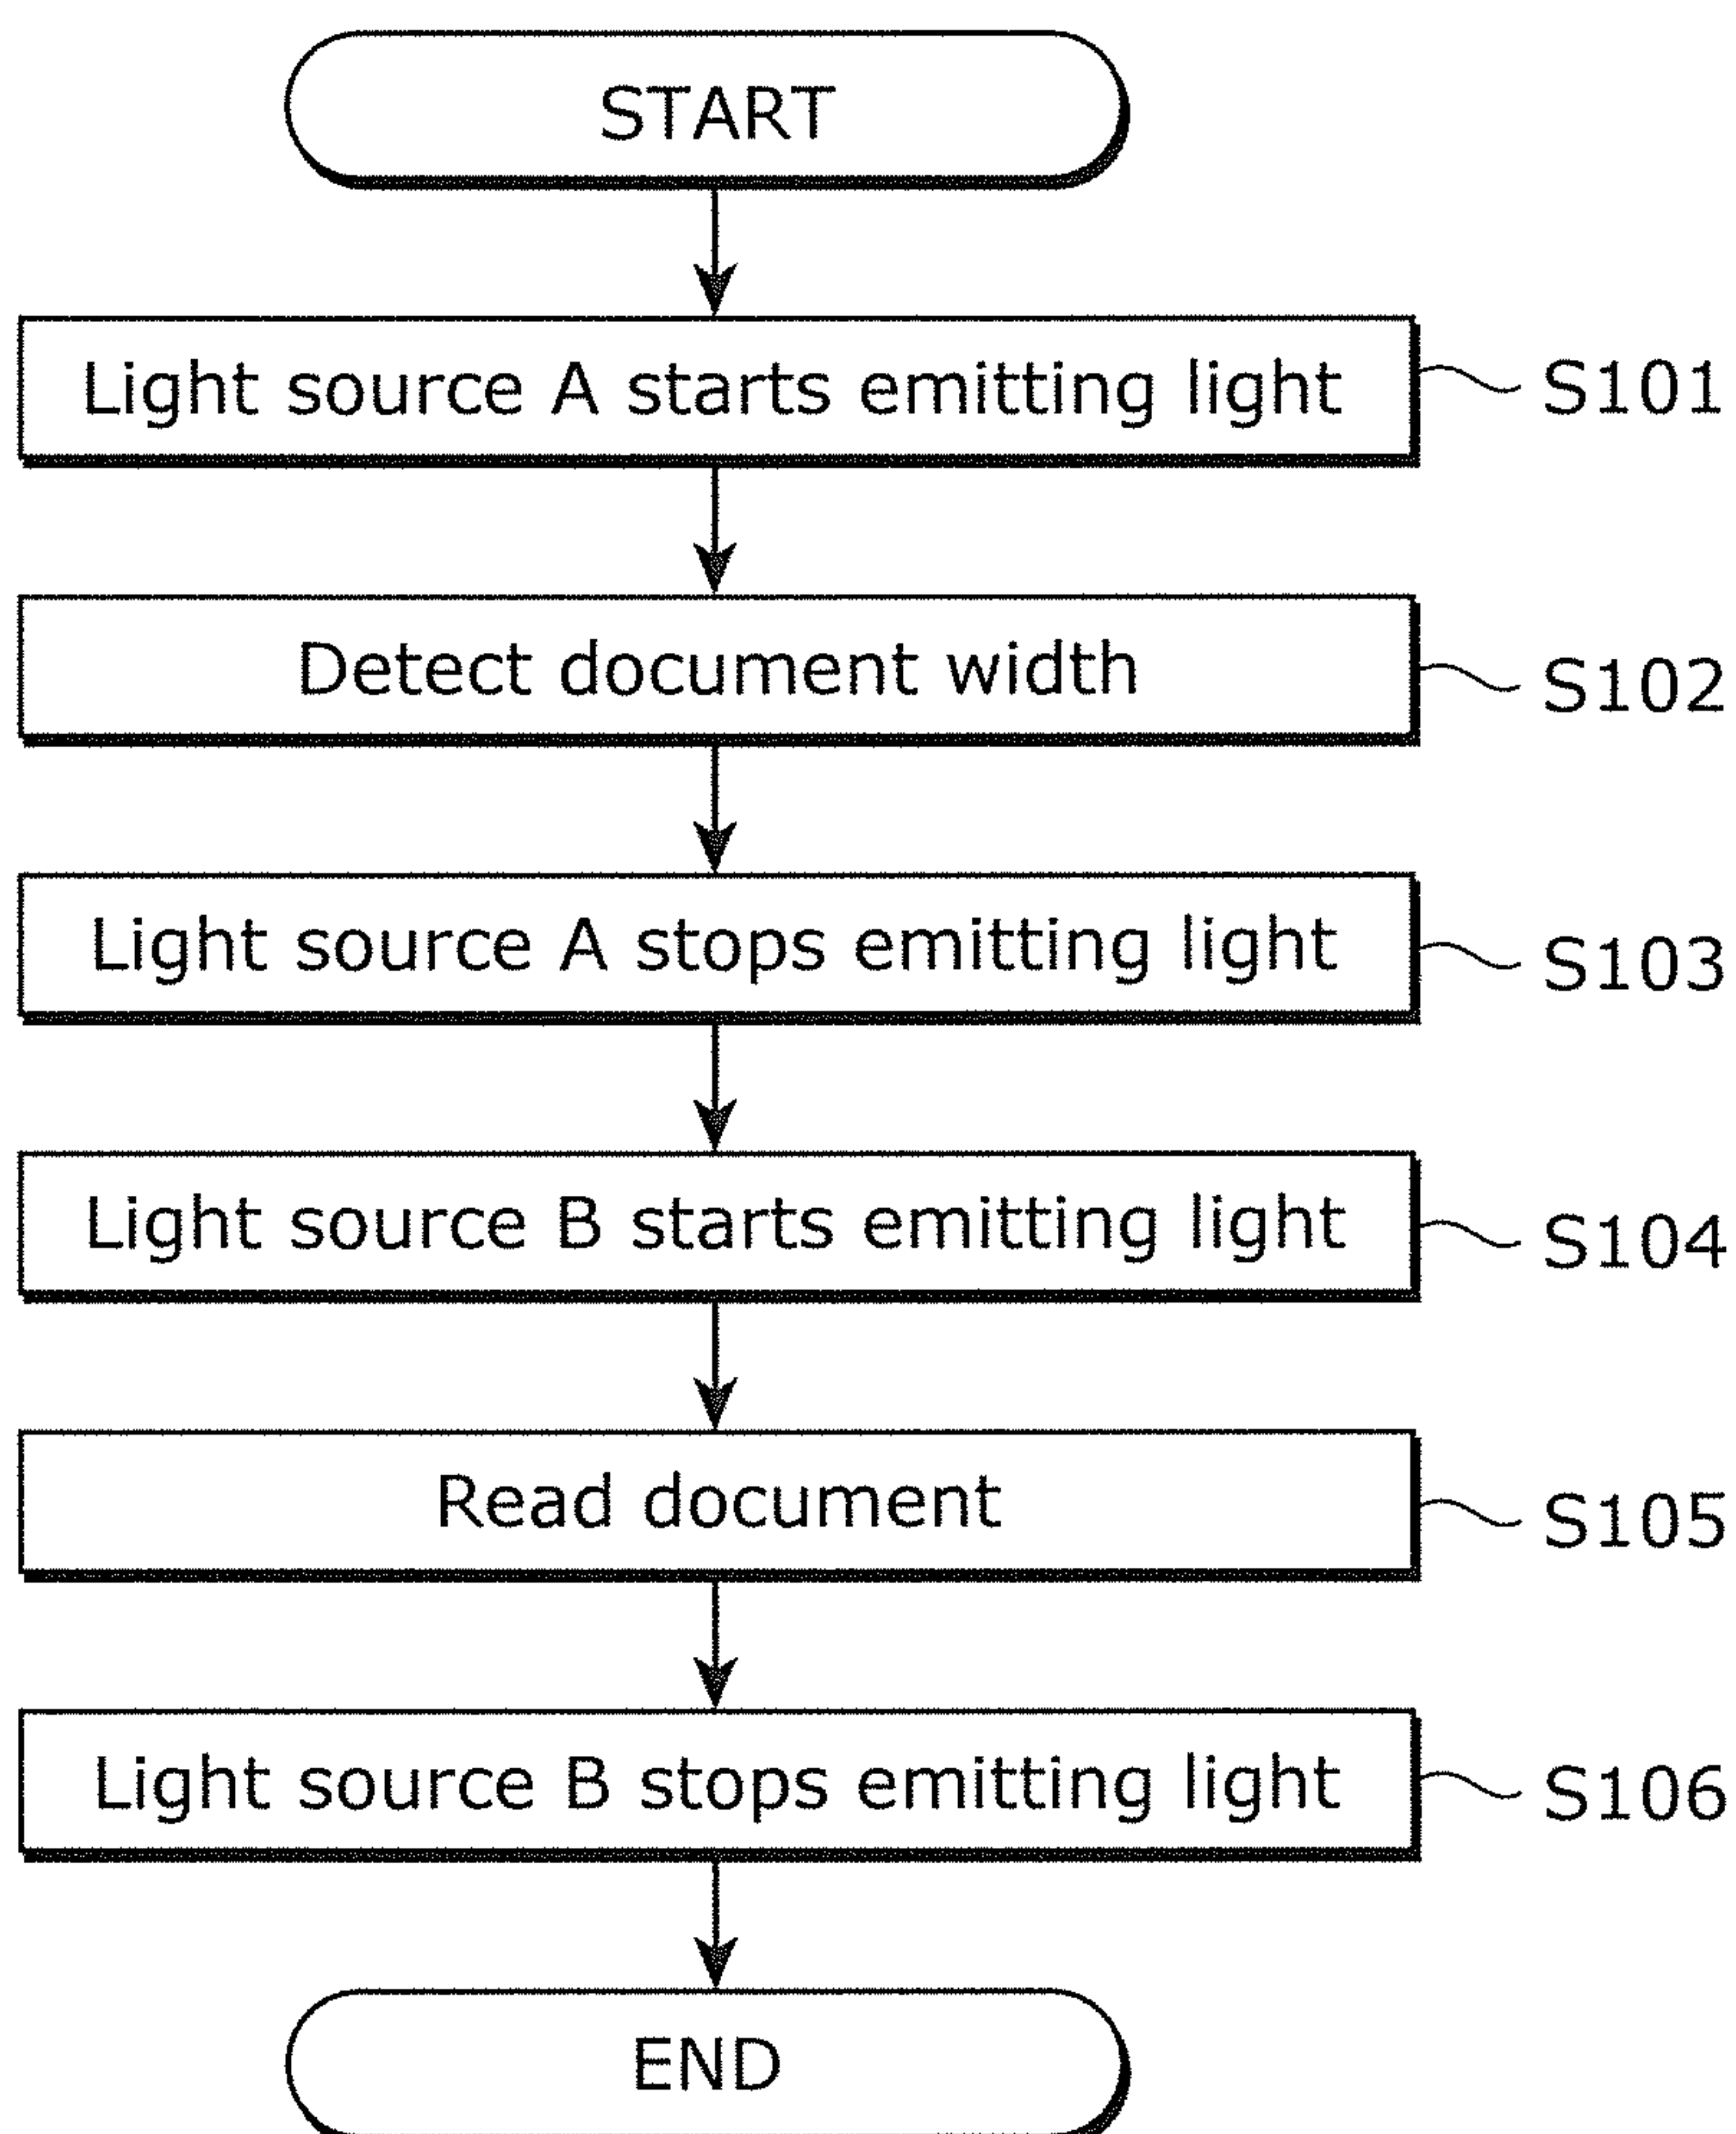 START
Light source A starts emitting light
S101
Detect document width
S102
Light source A stops emitting light
S103
Light source B starts emitting light
S104
Read document
S105
Light source B stops emitting light
S106
END